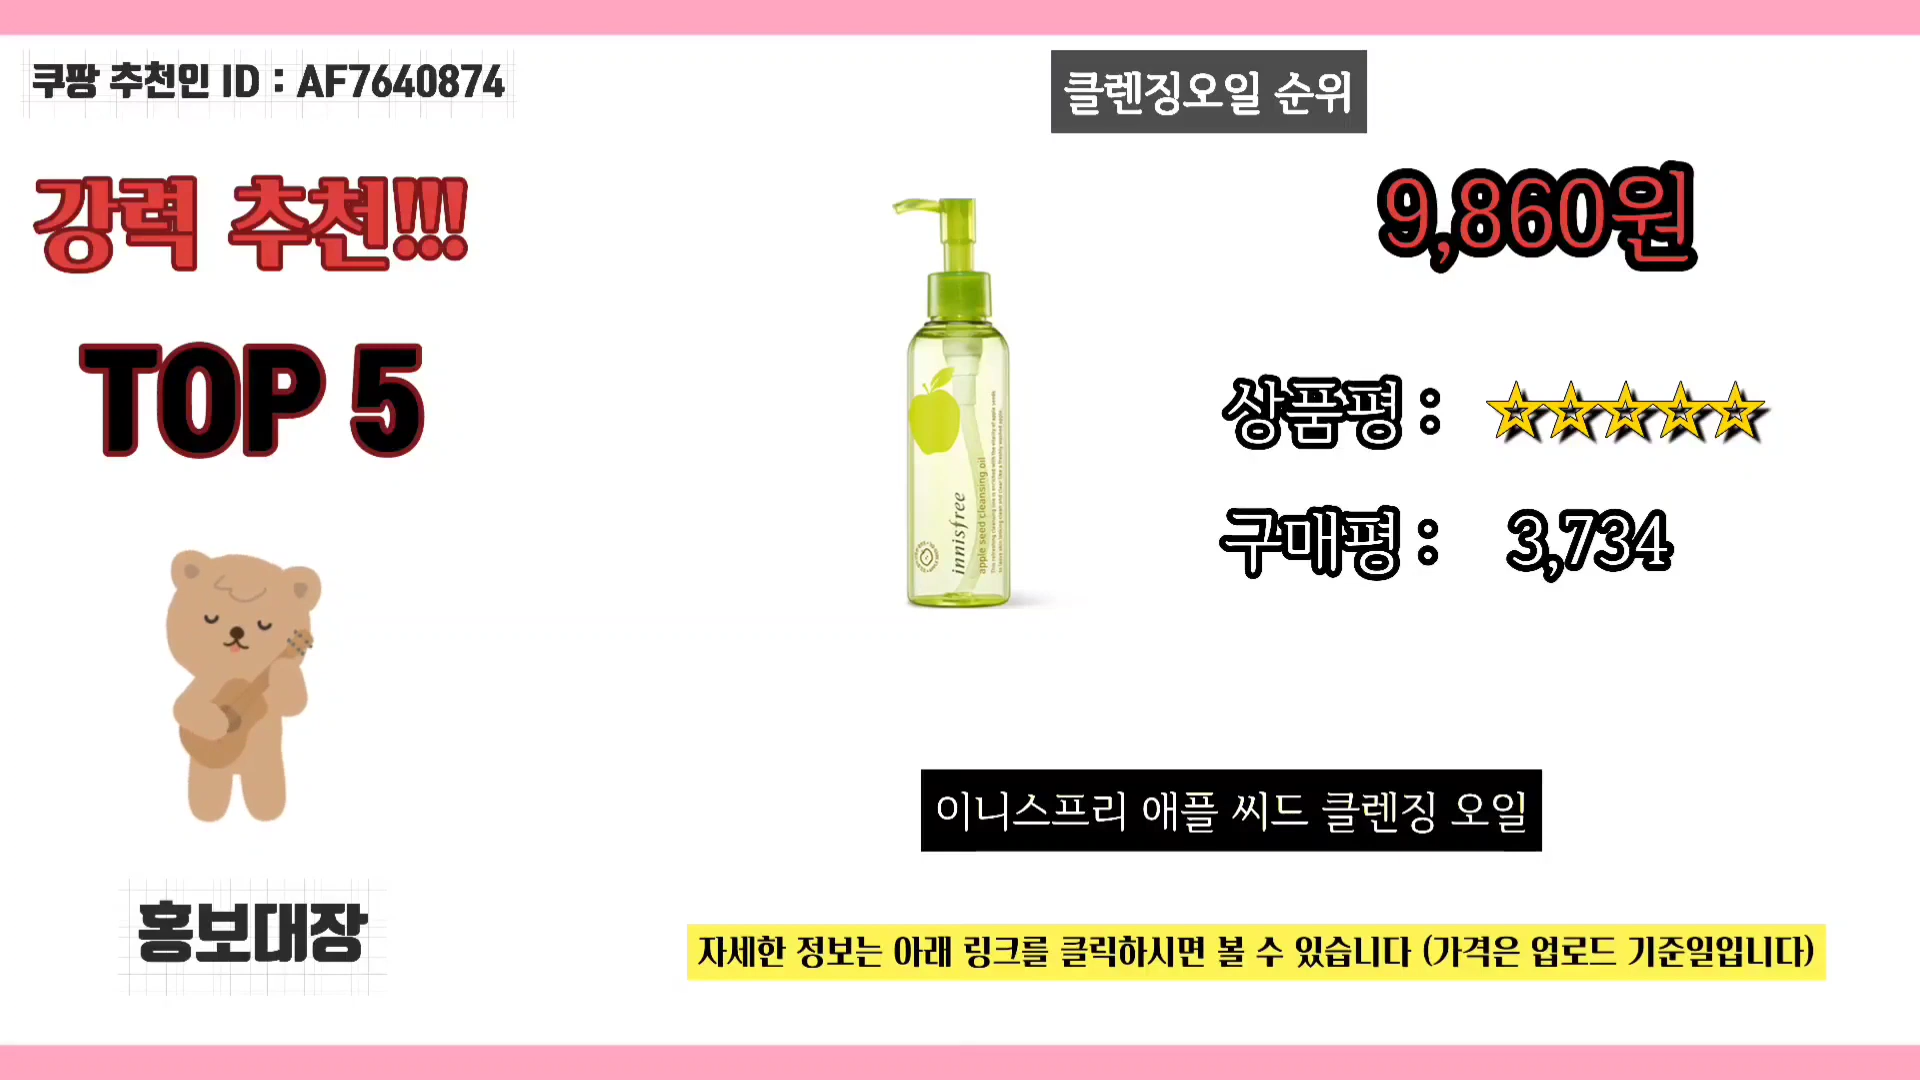 쿠팡 추천인 ID : AF7640874
클렌징오일 순위
강력 추천!!!
9,860원
TOP 5
상품평 : ☆☆☆☆☆
구매평 : 3,734
innisfree
apple seed cleansing oil
이니스프리 애플 씨드 클렌징 오일
홍보대장
자세한 정보는 아래 링크를 클릭하시면 볼 수 있습니다 (가격은 업로드 기준일입니다)